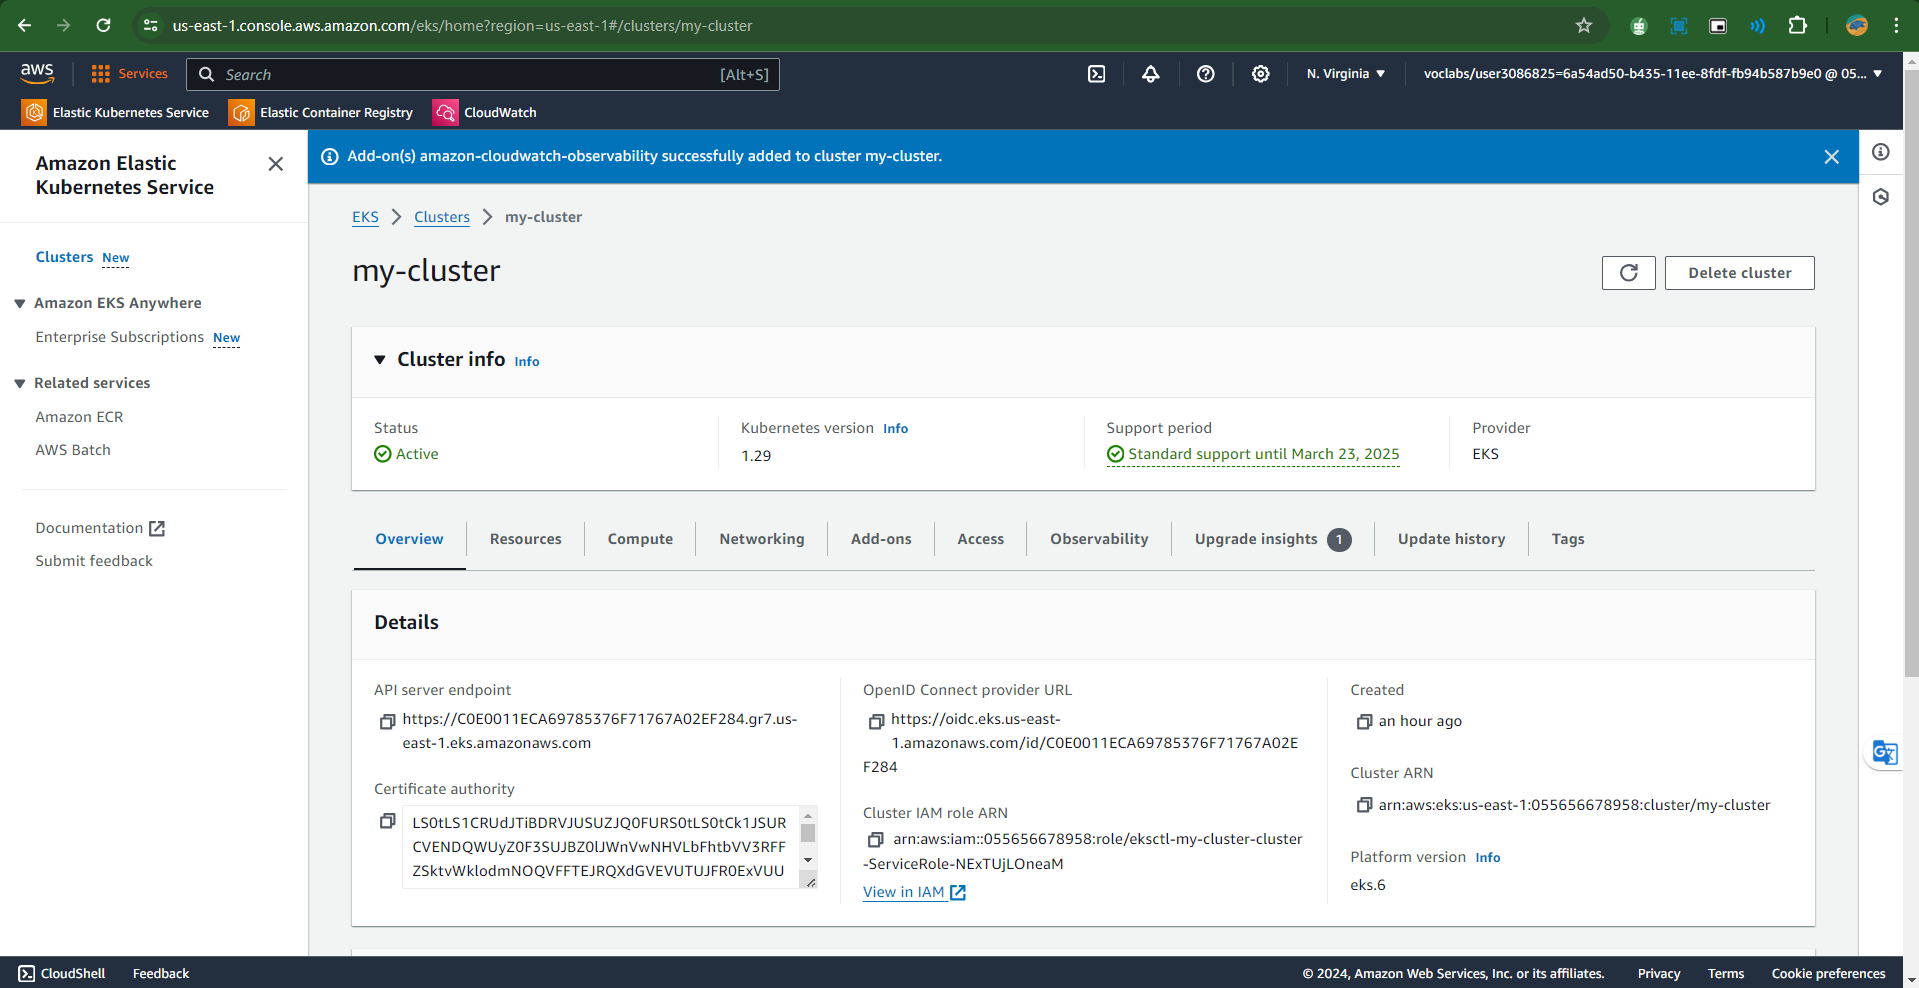 us-east-1.console.aws.amazon.com/eks/home?region=us-east-1#/clusters/my-cluster
aws Services Search [Alt+S] N. Virginia voclabs/user3086825=6a54ad50-b435-11ee-8fdf-fb94b587b9e0 @ 05...
Elastic Kubernetes Service Elastic Container Registry CloudWatch
Amazon Elastic
Kubernetes Service
Clusters New
Amazon EKS Anywhere
Enterprise Subscriptions New
Related services
Amazon ECR
AWS Batch
Documentation
Submit feedback
Add-on(s) amazon-cloudwatch-observability successfully added to cluster my-cluster.
EKS Clusters my-cluster
my-cluster
Delete cluster
Cluster info Info
Status
Active
Kubernetes version Info
1.29
Support period
Standard support until March 23, 2025
Provider
EKS
Overview Resources Compute Networking Add-ons Access Observability Upgrade insights 1 Update history Tags
Details
API server endpoint
https://C0E0011ECA69785376F71767A02EF284.gr7.us-
east-1.eks.amazonaws.com
Certificate authority
LS0tLS1CRUdJTiBDRVJUSUZJQ0FURS0tLS0tCk1JSUR
CVENDQWUyZ0F3SUJBZ0lJWnVwNHVLbFhtbVV3RFF
ZSktvWklodmNOQVFFTEJRQXdGVEVUTUJFR0ExVUU
OpenID Connect provider URL
https://oidc.eks.us-east-
1.amazonaws.com/id/C0E0011ECA69785376F71767A02E
F284
Cluster IAM role ARN
arn:aws:iam::055656678958:role/eksctl-my-cluster-cluster
-ServiceRole-NExTUjLOneaM
View in IAM
Created
an hour ago
Cluster ARN
arn:aws:eks:us-east-1:055656678958:cluster/my-cluster
Platform version Info
eks.6
CloudShell Feedback © 2024, Amazon Web Services, Inc. or its affiliates. Privacy Terms Cookie preferences